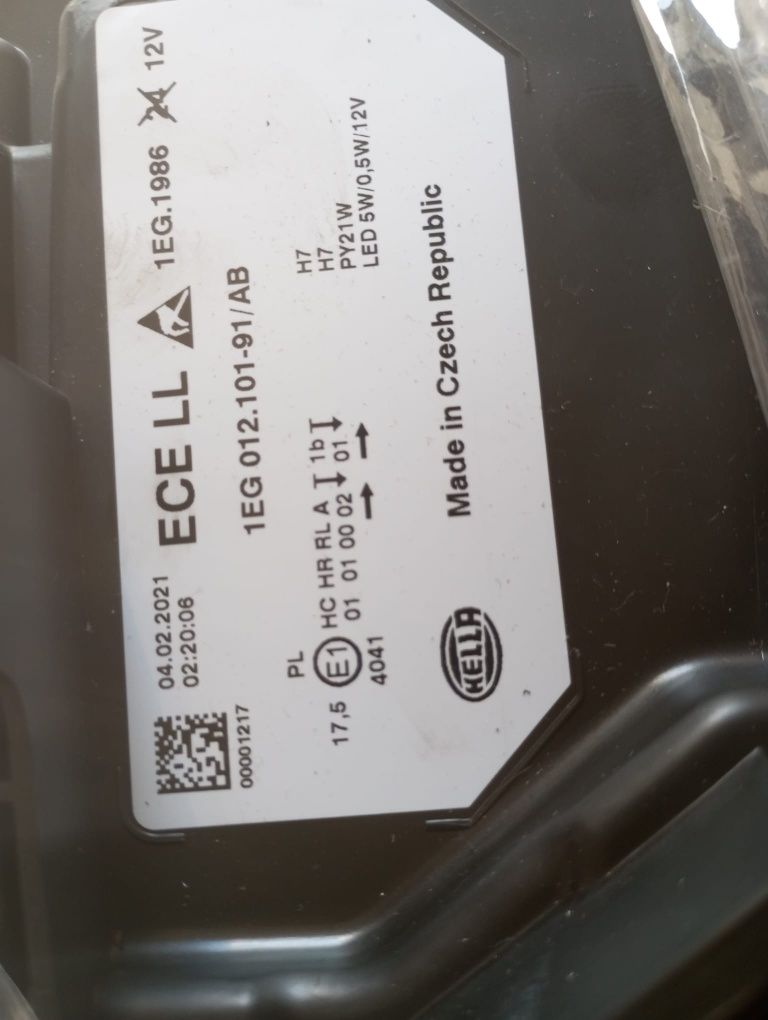 04.02.2021
02:20:06
ECE LL
1EG.1986 24 12V
00001217
1EG 012.101-91/AB
PL
17,5 E1 HC HR RL A 1b
01 01 00 02 01
4041
H7
H7
PY21W
LED 5W/0,5W/12V
HELLA
Made in Czech Republic